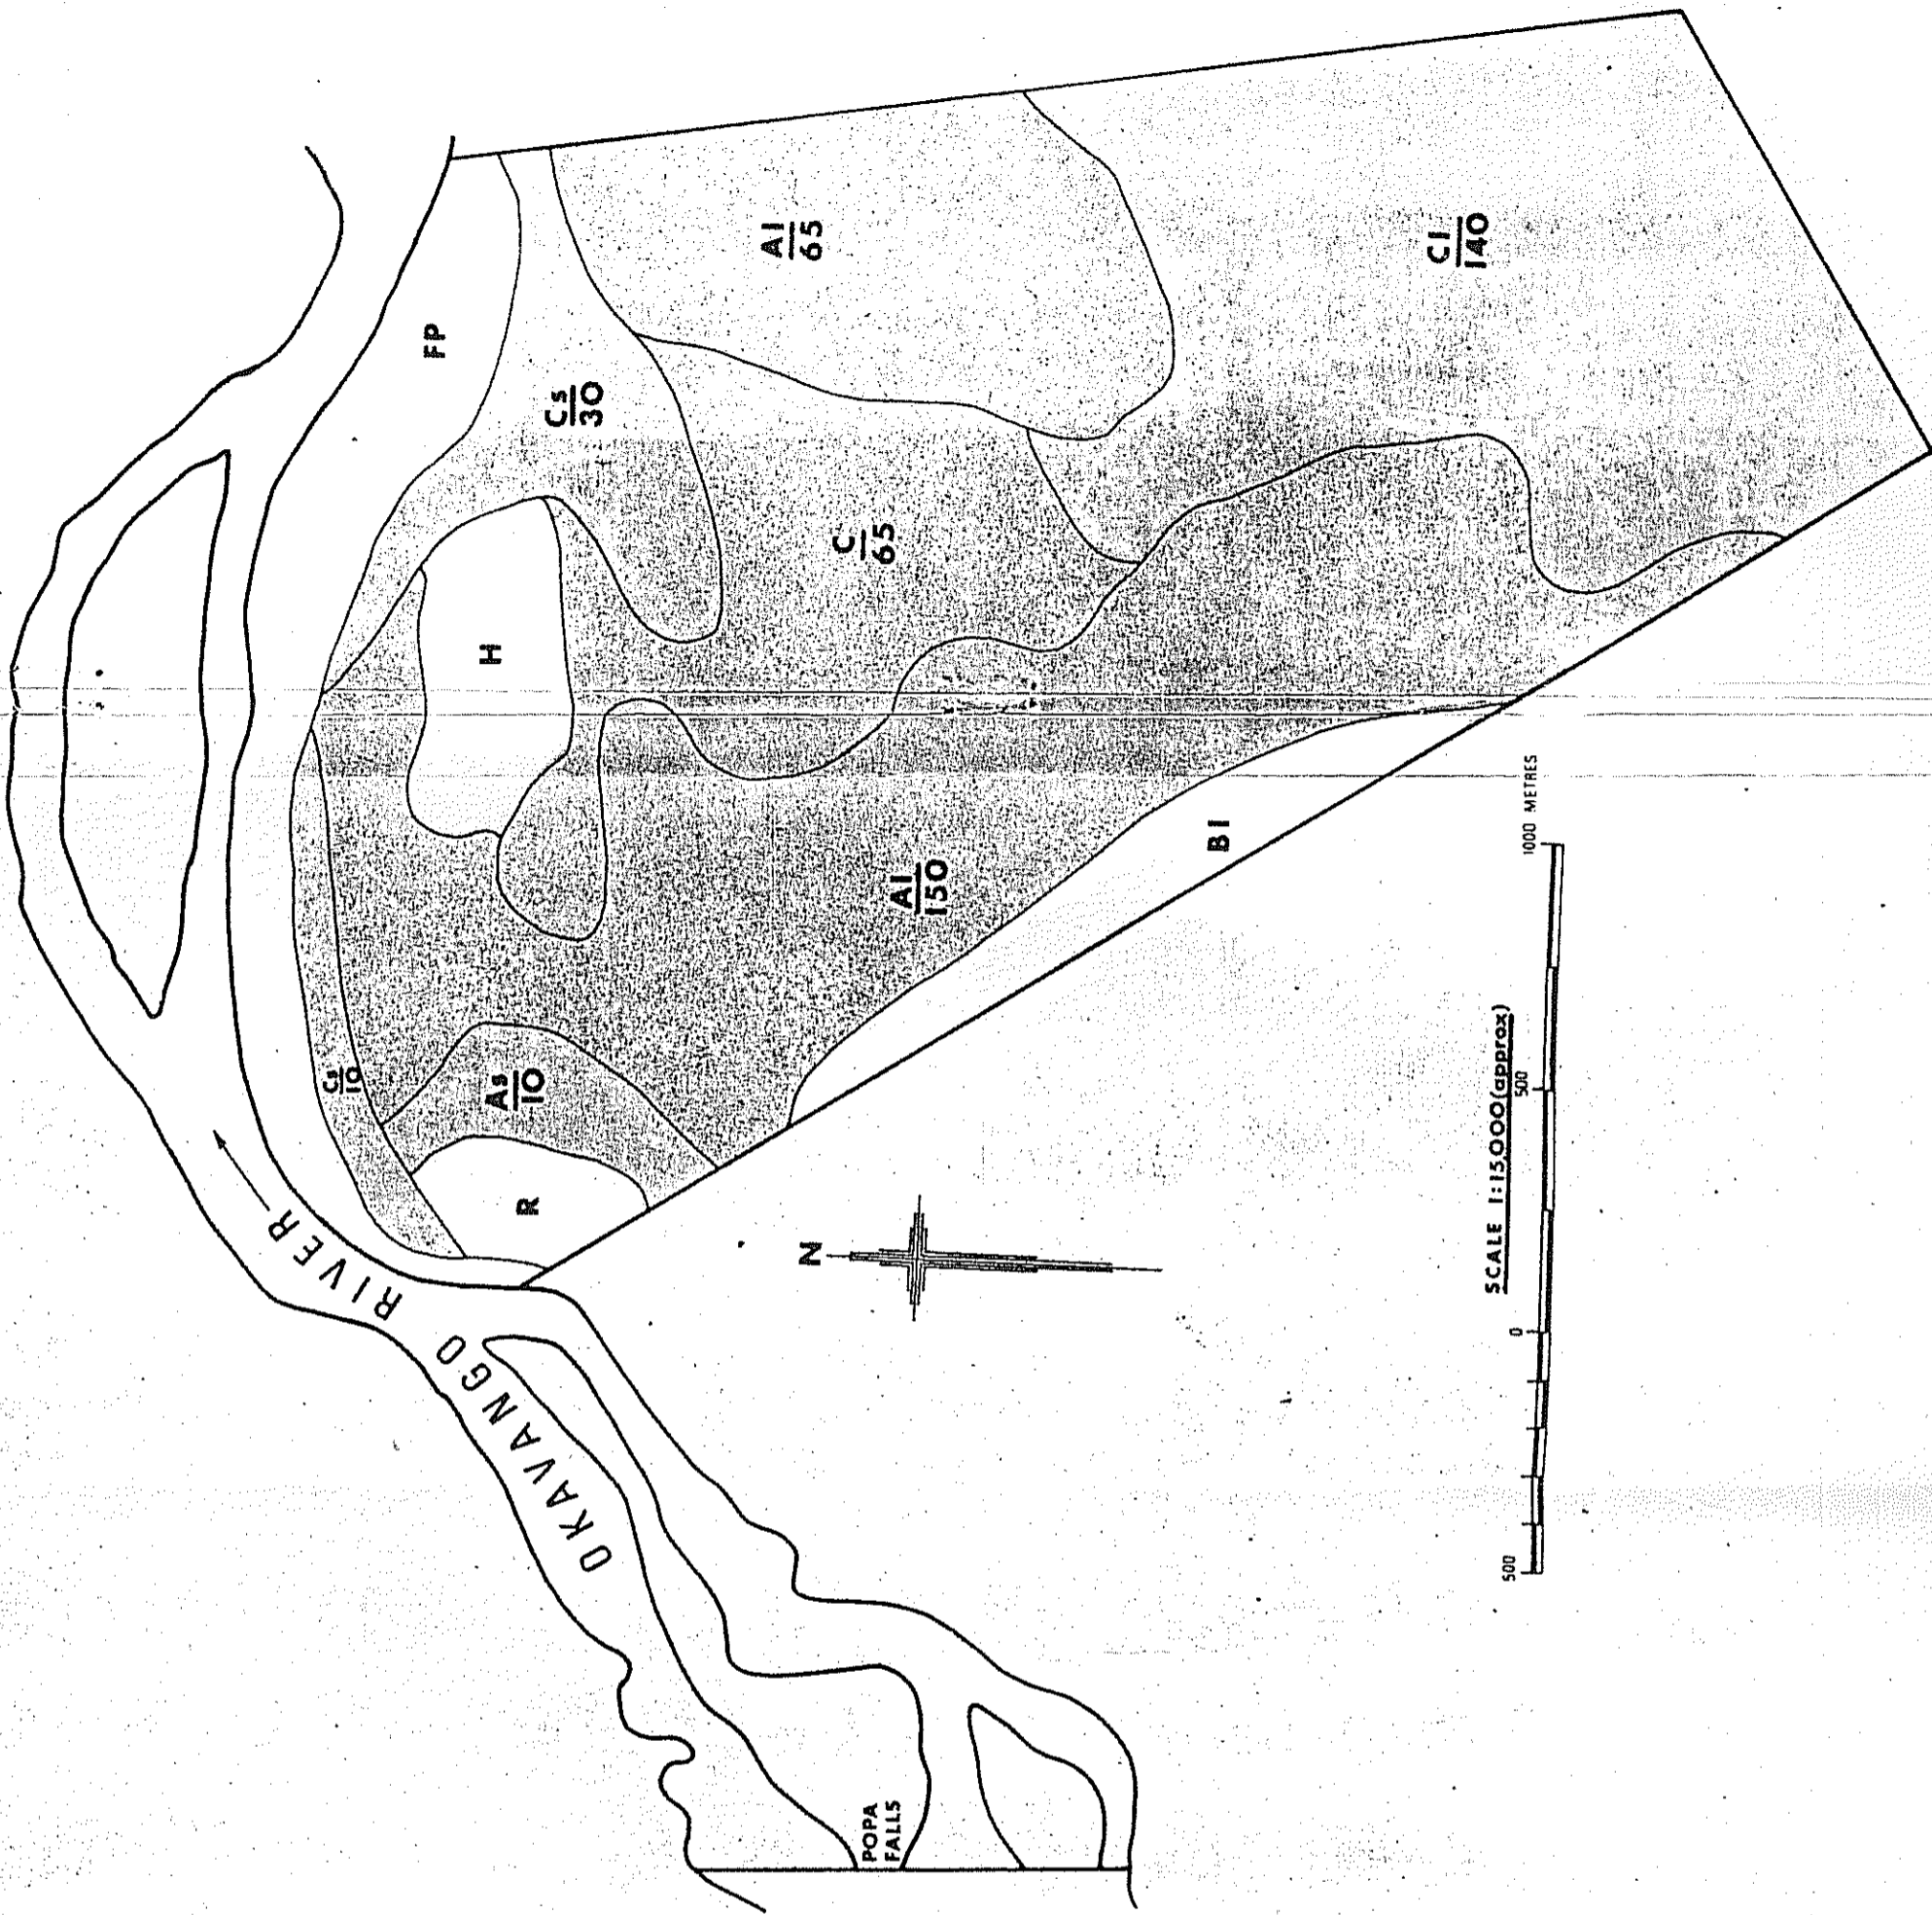 OKAVANGO RIVER
POPA
FALLS
FP
Cs
30
Al
65
Cl
140
H
C
65
Al
150
Bl
Cs
10
As
10
R
N
SCALE 1:15000(approx)
500
0
500
1000 METRES